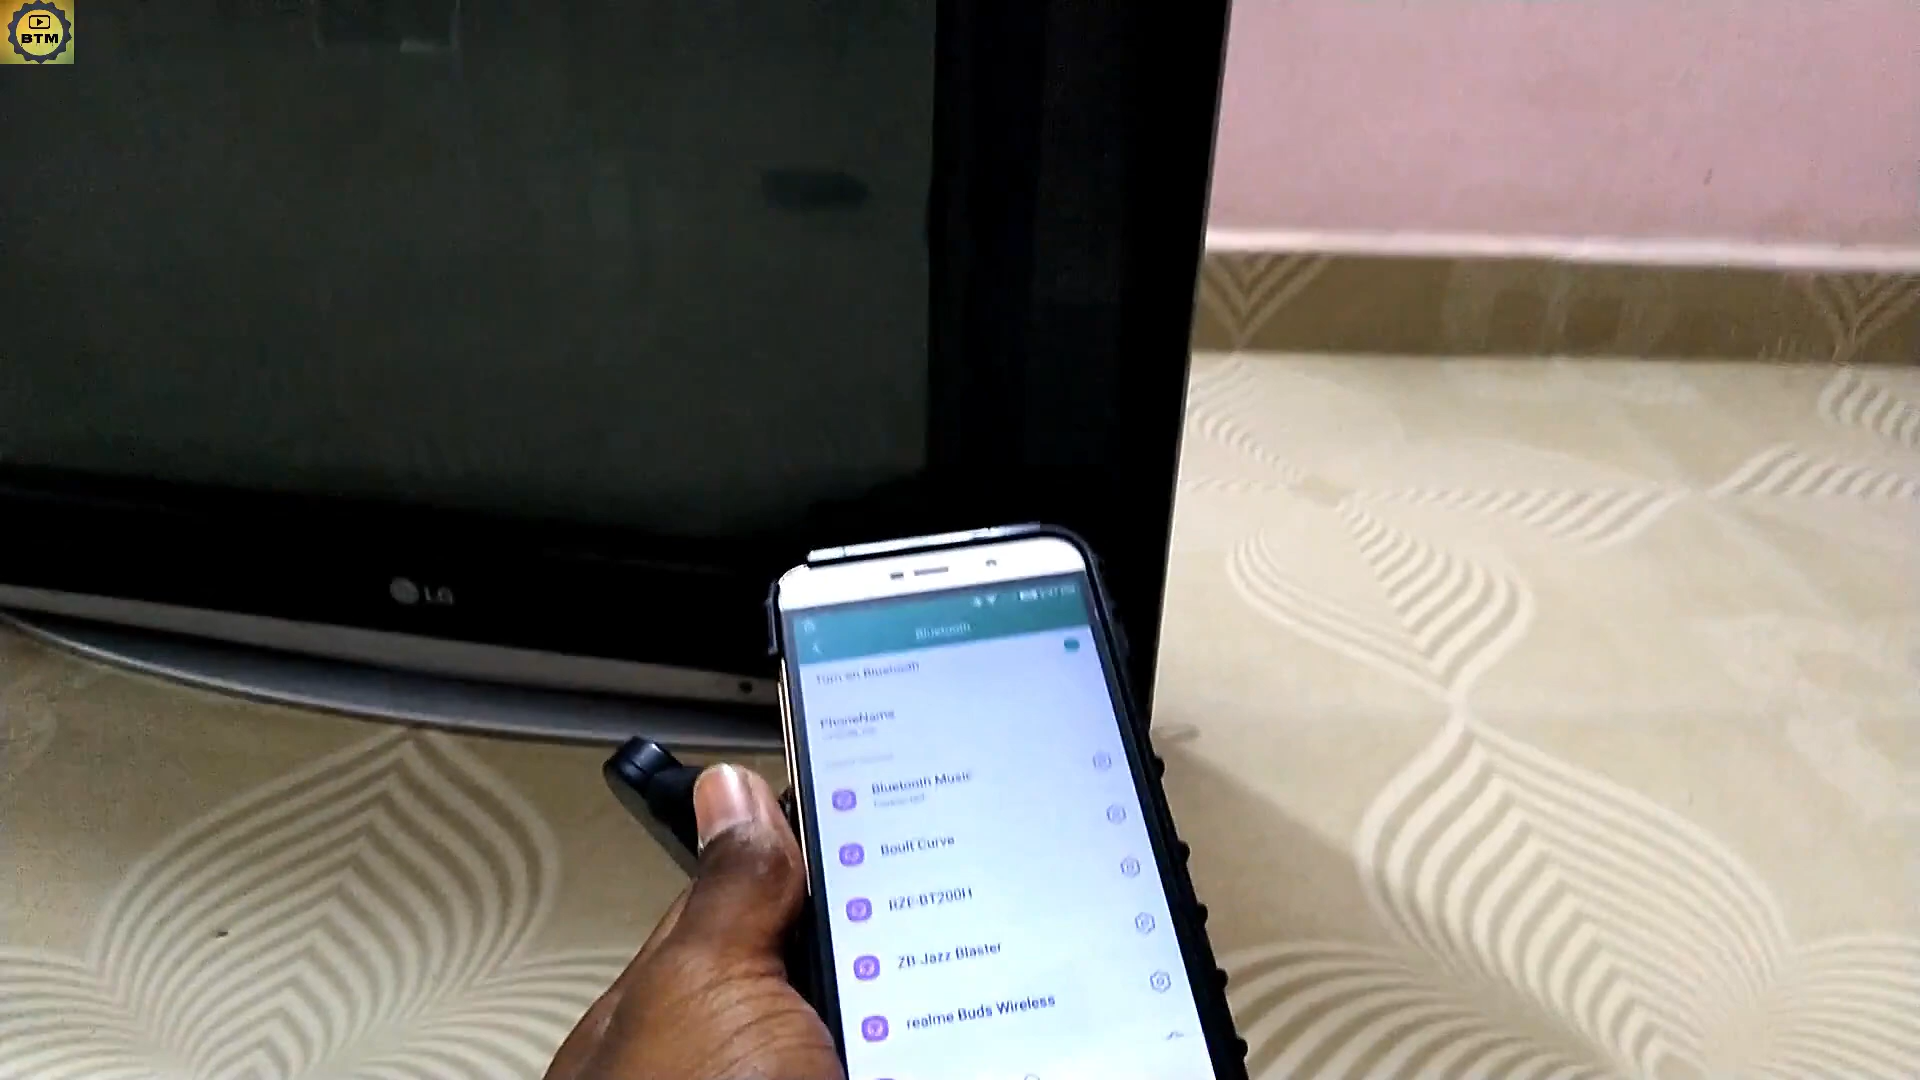 BTM
LG
Bluetooth
Turn on Bluetooth
PhoneName
Bluetooth Music
Connected
Boult Curve
RZE-BT200H
ZB Jazz Blaster
realme Buds Wireless